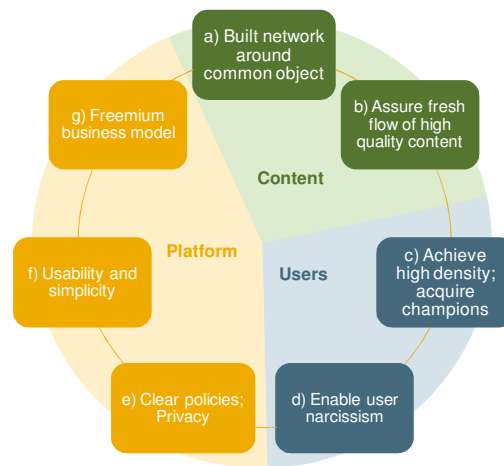 a) Built network
around
common object
g) Freemium
business model
b) Assure fresh
flow of high
quality content
Content
Platform
Users
f) Usability and
simplicity
c) Achieve
high density;
acquire
champions
e) Clear policies;
Privacy
d) Enable user
narcissism